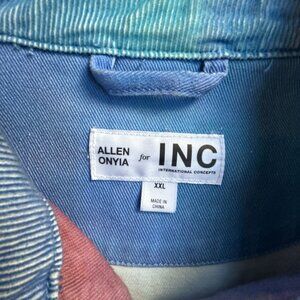 ALLEN
ONYIA for INC
INTERNATIONAL CONCEPTS
XXL
MADE IN
CHINA